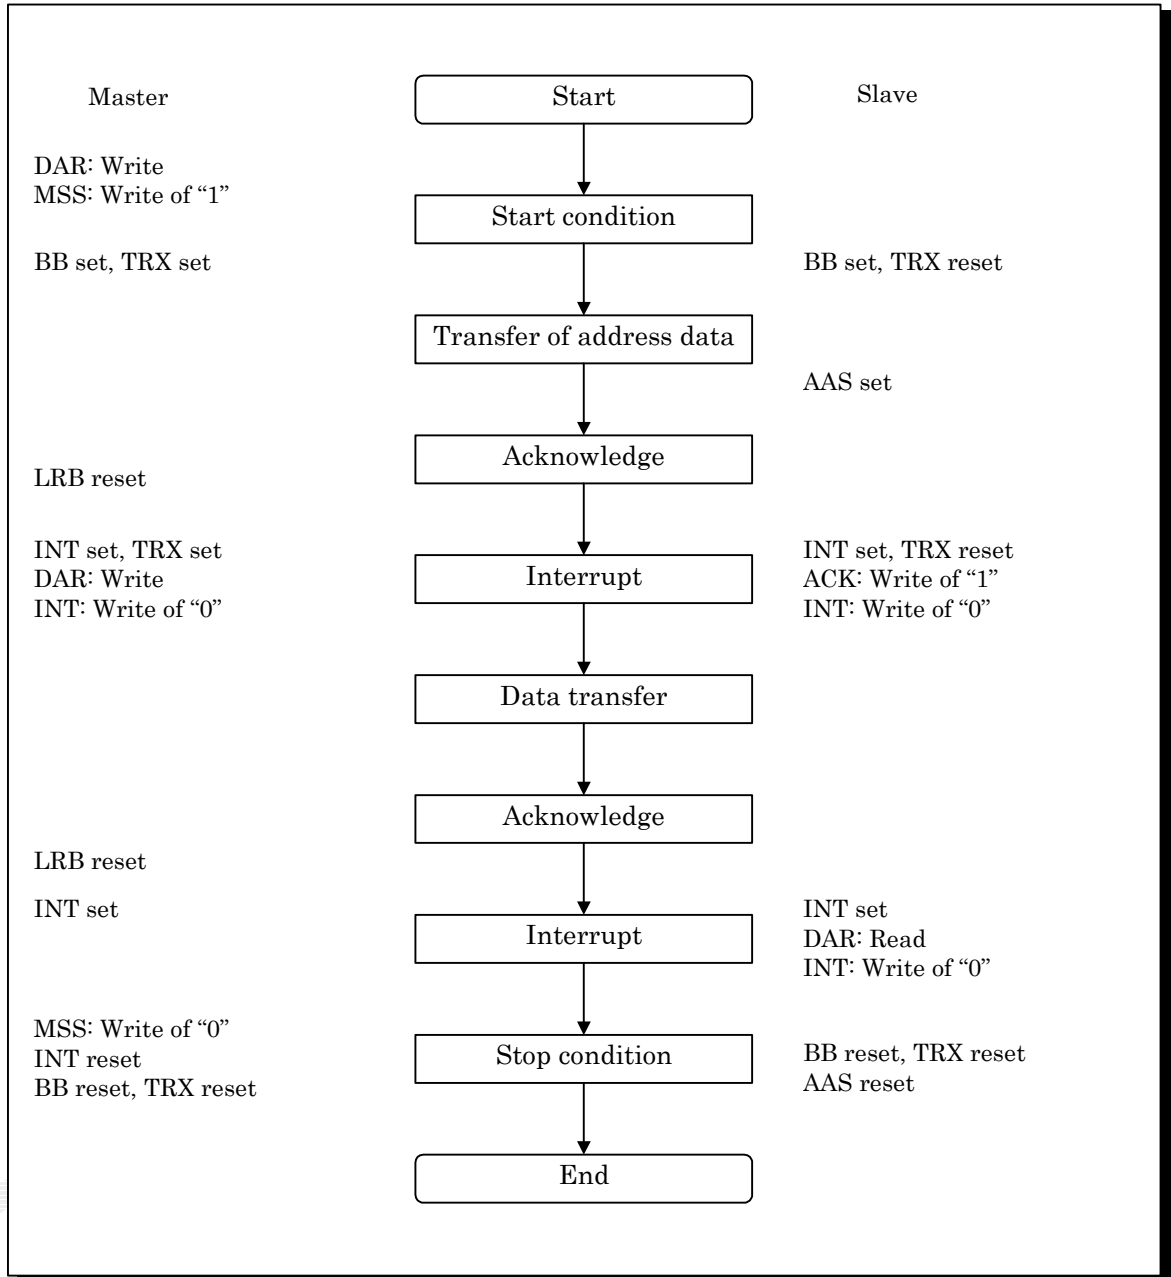 Master
Start
Slave
DAR: Write
MSS: Write of “1”
Start condition
BB set, TRX set
BB set, TRX reset
Transfer of address data
AAS set
Acknowledge
LRB reset
INT set, TRX set
DAR: Write
INT: Write of “0”
Interrupt
INT set, TRX reset
ACK: Write of “1”
INT: Write of “0”
Data transfer
Acknowledge
LRB reset
INT set
Interrupt
INT set
DAR: Read
INT: Write of “0”
MSS: Write of “0”
INT reset
BB reset, TRX reset
Stop condition
BB reset, TRX reset
AAS reset
End